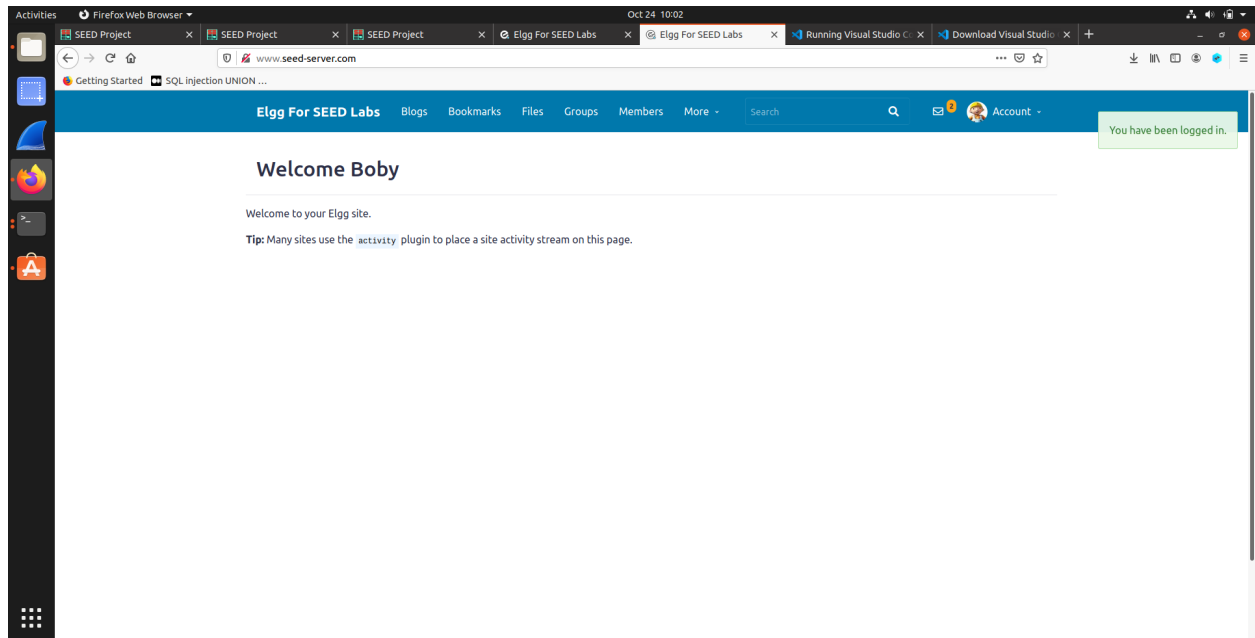 Activities Firefox Web Browser Oct 24 10:02
SEED Project SEED Project SEED Project Elgg For SEED Labs Elgg For SEED Labs Running Visual Studio Co Download Visual Studio
www.seed-server.com
Getting Started SQL injection UNION ...
Elgg For SEED Labs Blogs Bookmarks Files Groups Members More Search 2 Account
You have been logged in.
Welcome Boby
Welcome to your Elgg site.
Tip: Many sites use the activity plugin to place a site activity stream on this page.